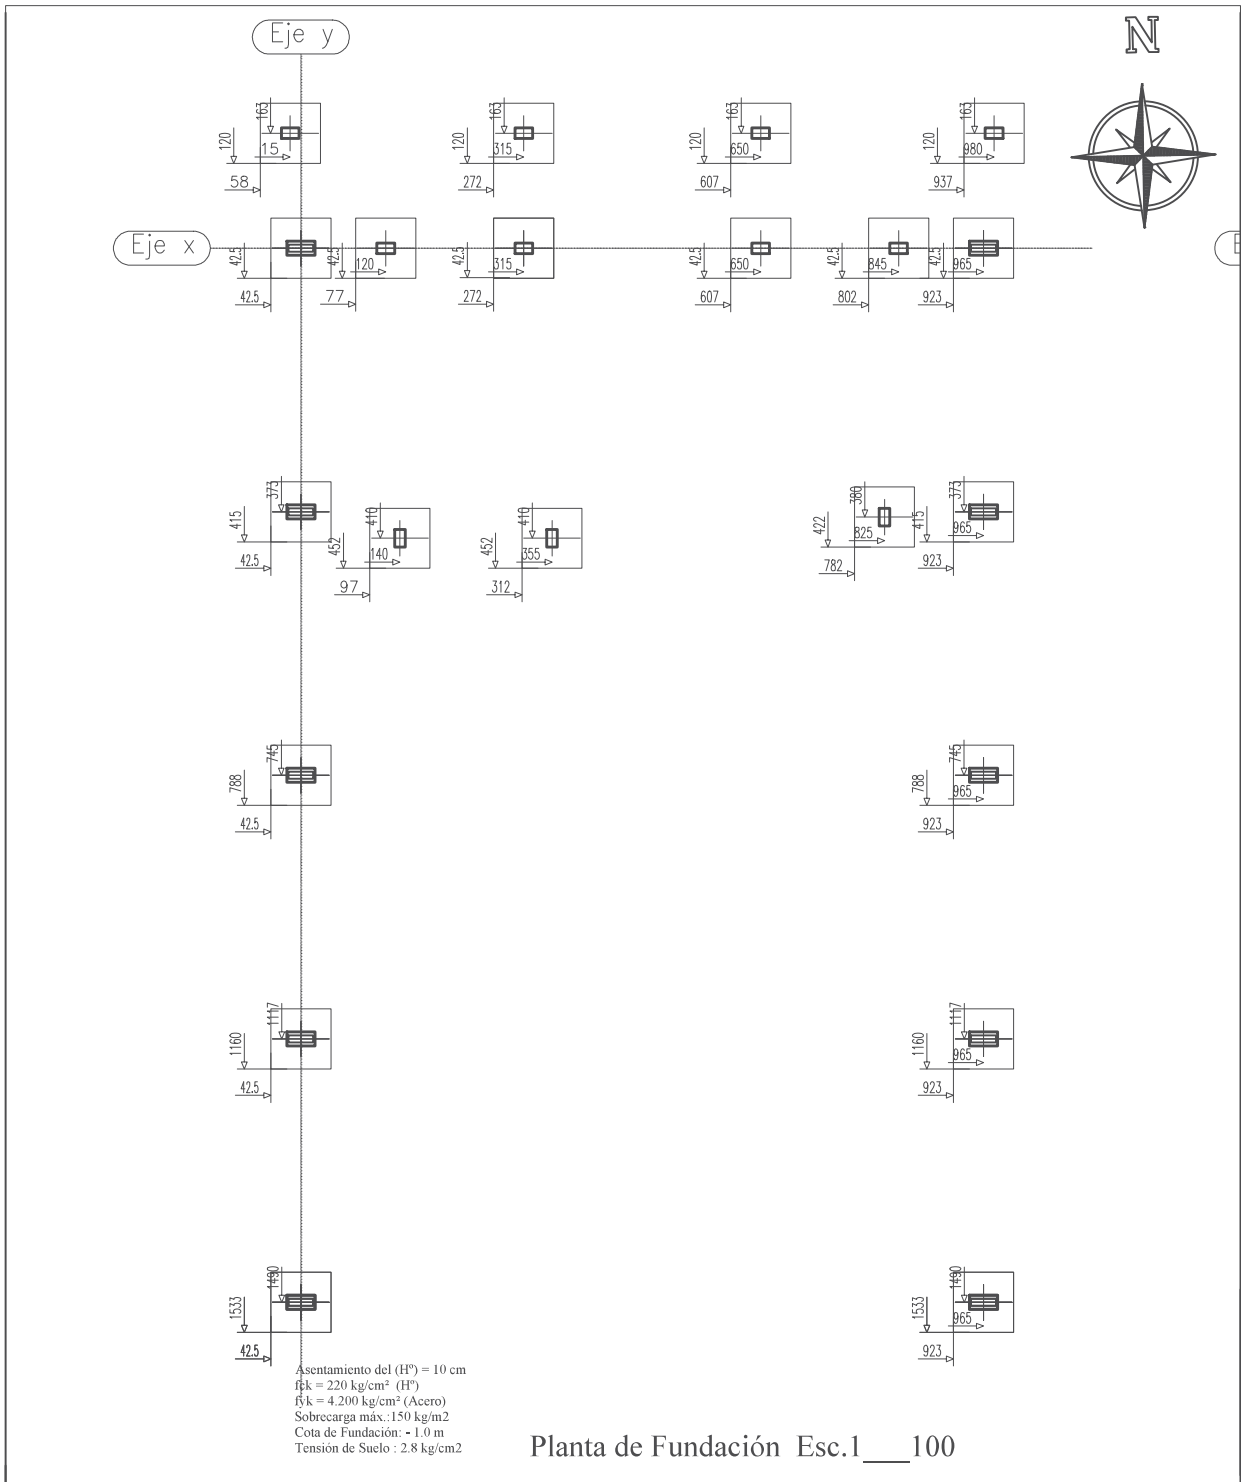 Eje y
N
163 163 163 163
120 15 120 315 120 650 120 980
58 272 607 937
Eje x
42.5 42.5 120 42.5 315 42.5 650 42.5 845 42.5 965
42.5 77 272 607 802 923
373 410 410 380 373
415 452 140 452 355 422 825 415 965
42.5 97 312 782 923
745 745
788 788 965
42.5 923
1117 1117
1160 1160 965
42.5 923
1490 1490
1533 1533 965
42.5 923
Asentamiento del (Hº) = 10 cm
fck = 220 kg/cm² (Hº)
fyk = 4.200 kg/cm² (Acero)
Sobrecarga máx.:150 kg/m2
Cota de Fundación: - 1.0 m
Tensión de Suelo : 2.8 kg/cm2
Planta de Fundación Esc.1___100